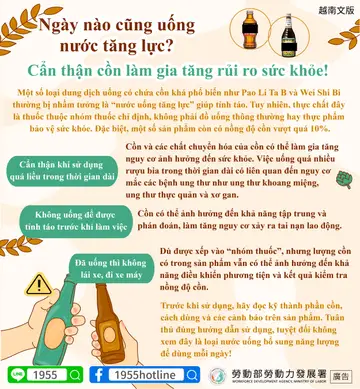 越南文版
Ngày nào cũng uống
nước tăng lực?
Cẩn thận cồn làm gia tăng rủi ro sức khỏe!
Một số loại dung dịch uống có chứa cồn khá phổ biến như Pao Li Ta B và Wei Shi Bi
thường bị nhầm tưởng là “nước uống tăng lực” giúp tỉnh táo. Tuy nhiên, thực chất đây
là thuốc thuộc nhóm thuốc chỉ định, không phải đồ uống thông thường hay thực phẩm
bảo vệ sức khỏe. Đặc biệt, một số sản phẩm còn có nồng độ cồn vượt quá 10%.
Cẩn thận khi sử dụng
quá liều trong thời gian dài
Cồn và các chất chuyển hóa của cồn có thể làm gia tăng
nguy cơ ảnh hưởng đến sức khỏe. Việc uống quá nhiều
rượu bia trong thời gian dài có liên quan đến nguy cơ
mắc các bệnh ung thư như ung thư khoang miệng,
ung thư thực quản và xơ gan.
Không uống để được
tỉnh táo trước khi làm việc
Cồn có thể ảnh hưởng đến khả năng tập trung và
phán đoán, làm tăng nguy cơ xảy ra tai nạn lao động.
Đã uống thì không
lái xe, đi xe máy
Dù được xếp vào “nhóm thuốc”, nhưng lượng cồn
có trong sản phẩm vẫn có thể ảnh hưởng đến khả
năng điều khiển phương tiện và kết quả kiểm tra
nồng độ cồn.
Trước khi sử dụng, hãy đọc kỹ thành phần cồn,
cách dùng và các cảnh báo trên sản phẩm. Tuân
thủ đúng hướng dẫn sử dụng, tuyệt đối không
xem đây là loại nước uống bổ sung năng lượng
để dùng mỗi ngày!
LINE 1955
f 1955hotline
勞動部勞動力發展署
WORKFORCE DEVELOPMENT AGENCY, MINISTRY OF LABOR
廣告